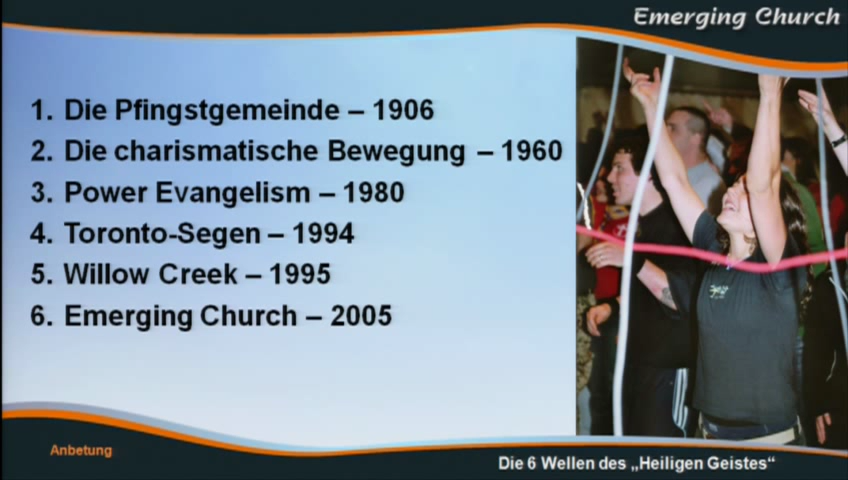 Emerging Church
1. Die Pfingstgemeinde – 1906
2. Die charismatische Bewegung – 1960
3. Power Evangelism – 1980
4. Toronto-Segen – 1994
5. Willow Creek – 1995
6. Emerging Church – 2005
Anbetung
Die 6 Wellen des „Heiligen Geistes“